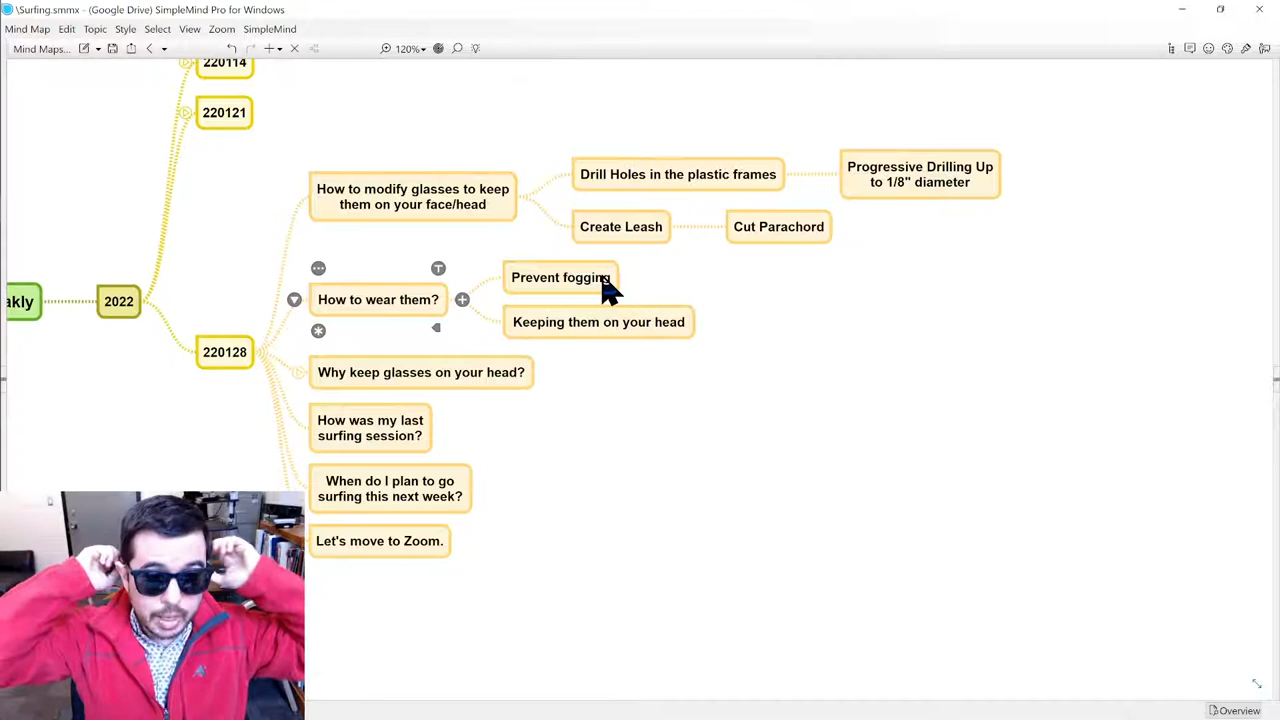 \Surfing.smmx - (Google Drive) SimpleMind Pro for Windows
Mind Map Edit Topic Style Select View Zoom SimpleMind
Mind Maps...
120%
220114
220121
How to modify glasses to keep
them on your face/head
Drill Holes in the plastic frames
Progressive Drilling Up
to 1/8" diameter
Create Leash
Cut Parachord
akly
2022
How to wear them?
Prevent fogging
Keeping them on your head
220128
Why keep glasses on your head?
How was my last
surfing session?
When do I plan to go
surfing this next week?
Let's move to Zoom.
Overview